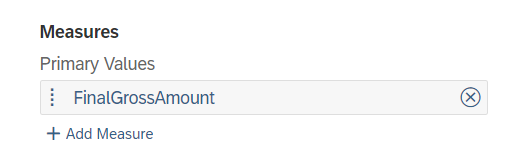 Measures
Primary Values
FinalGrossAmount
Add Measure